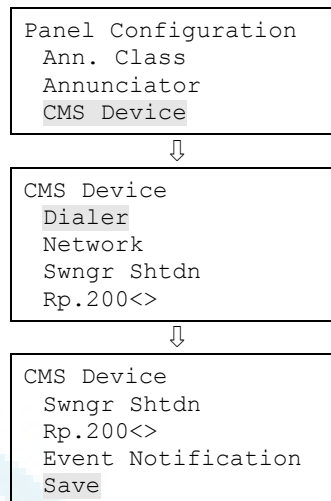 Panel Configuration
Ann. Class
Annunciator
CMS Device
⇩
CMS Device
Dialer
Network
Swngr Shtdn
Rp.200<>
⇩
CMS Device
Swngr Shtdn
Rp.200<>
Event Notification
Save